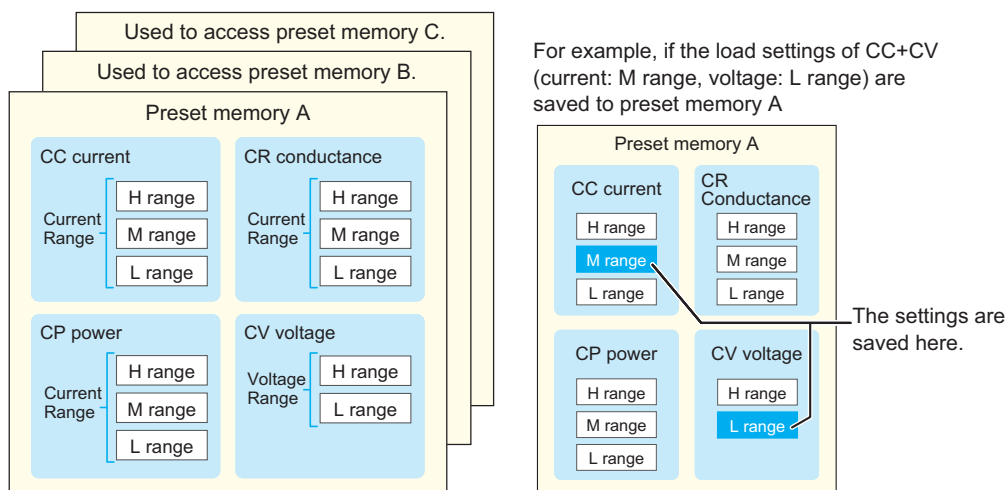 Used to access preset memory C.
Used to access preset memory B.
Preset memory A
CC current
Current
Range
H range
M range
L range
CR conductance
Current
Range
H range
M range
L range
CP power
Current
Range
H range
M range
L range
CV voltage
Voltage
Range
H range
L range
For example, if the load settings of CC+CV
(current: M range, voltage: L range) are
saved to preset memory A
Preset memory A
CC current
H range
M range
L range
CR
Conductance
H range
M range
L range
CP power
H range
M range
L range
CV voltage
H range
L range
The settings are
saved here.